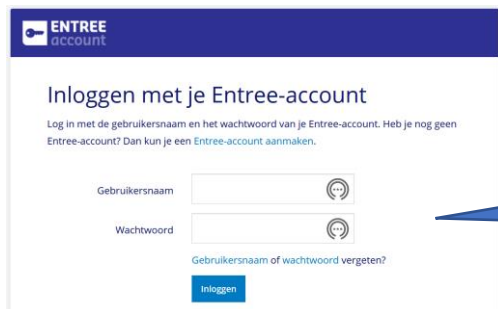 ENTREE
account
Inloggen met je Entree-account
Log in met de gebruikersnaam en het wachtwoord van je Entree-account. Heb je nog geen
Entree-account? Dan kun je een Entree-account aanmaken.
Gebruikersnaam
Wachtwoord
Gebruikersnaam of wachtwoord vergeten?
Inloggen